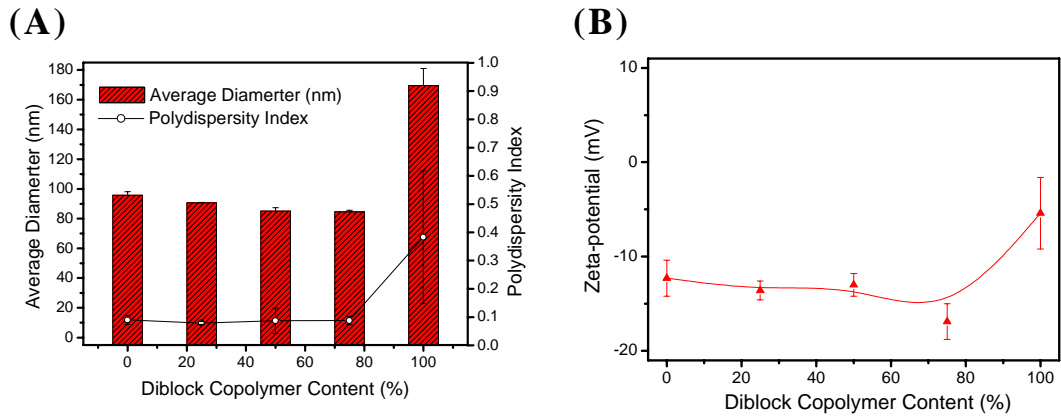 (A)
180
160
140
120
100
80
60
40
20
0
Average Diamerter (nm)
Average Diamerter (nm)
Polydispersity Index
1.0
0.9
0.8
0.7
0.6
0.5
0.4
0.3
0.2
0.1
0.0
Polydispersity Index
0 20 40 60 80 100
Diblock Copolymer Content (%)
(B)
10
0
-10
-20
Zeta-potential (mV)
0 20 40 60 80 100
Diblock Copolymer Content (%)